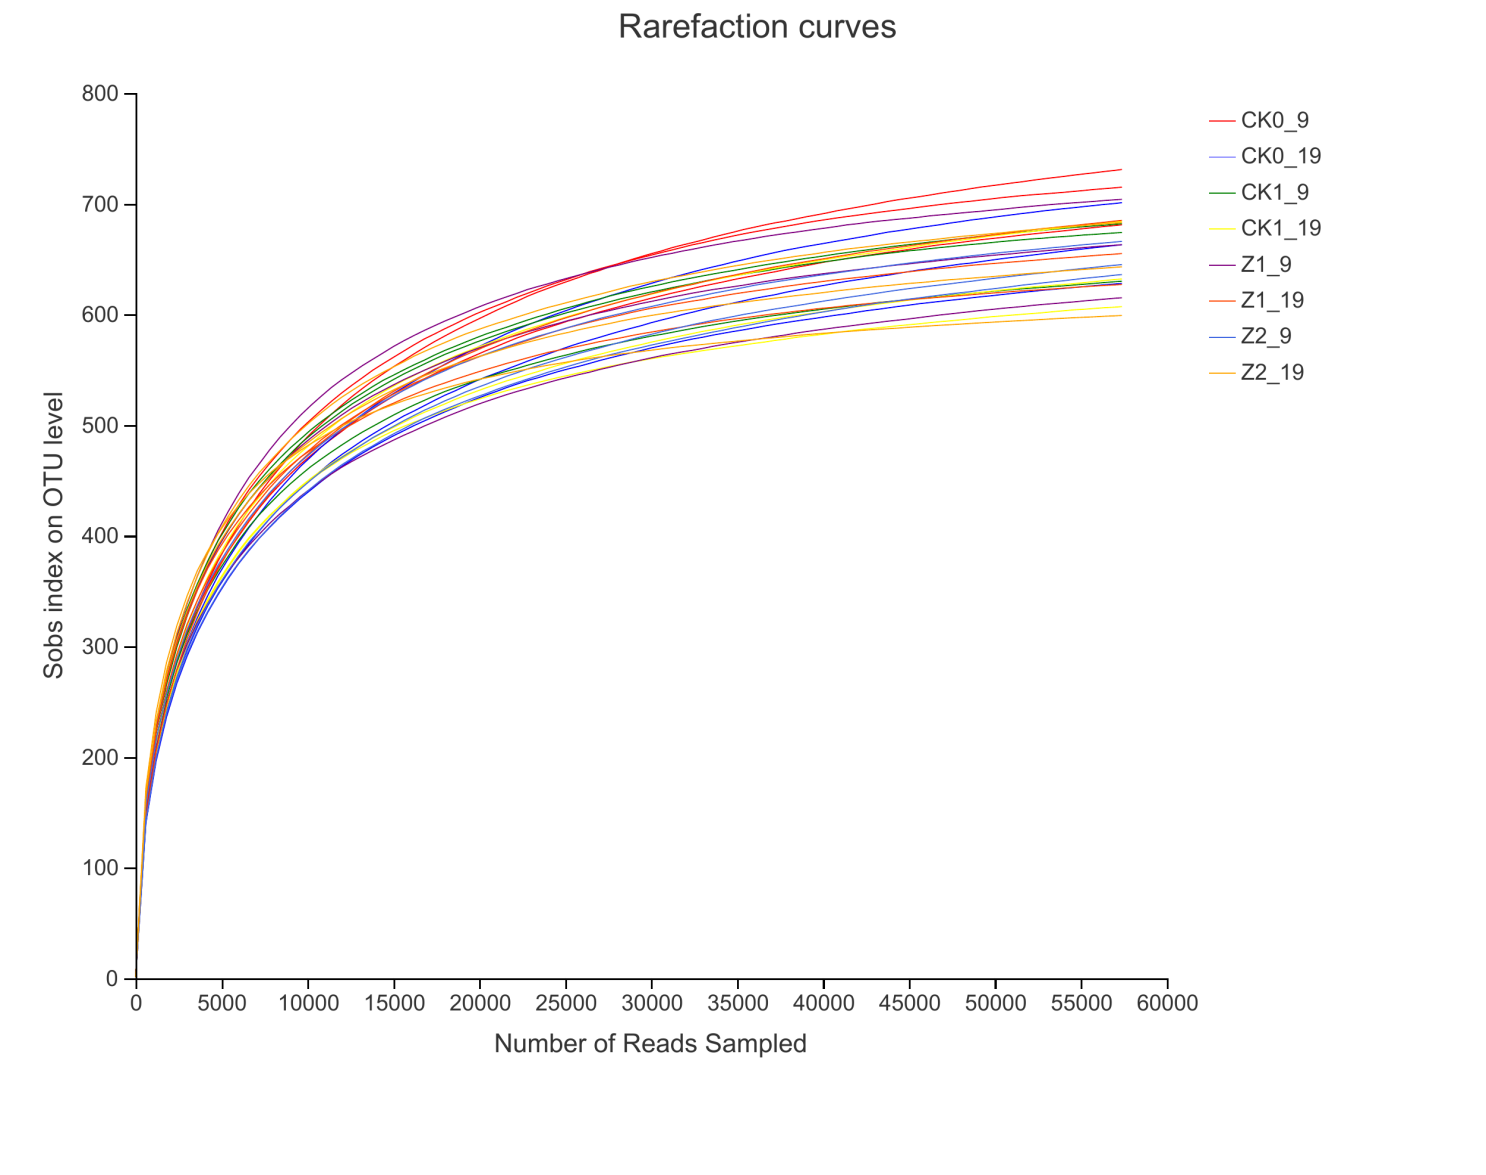 Rarefaction curves
800
700
600
500
400
300
200
100
0
Sobs index on OTU level
0 5000 10000 15000 20000 25000 30000 35000 40000 45000 50000 55000 60000
Number of Reads Sampled
CK0_9
CK0_19
CK1_9
CK1_19
Z1_9
Z1_19
Z2_9
Z2_19